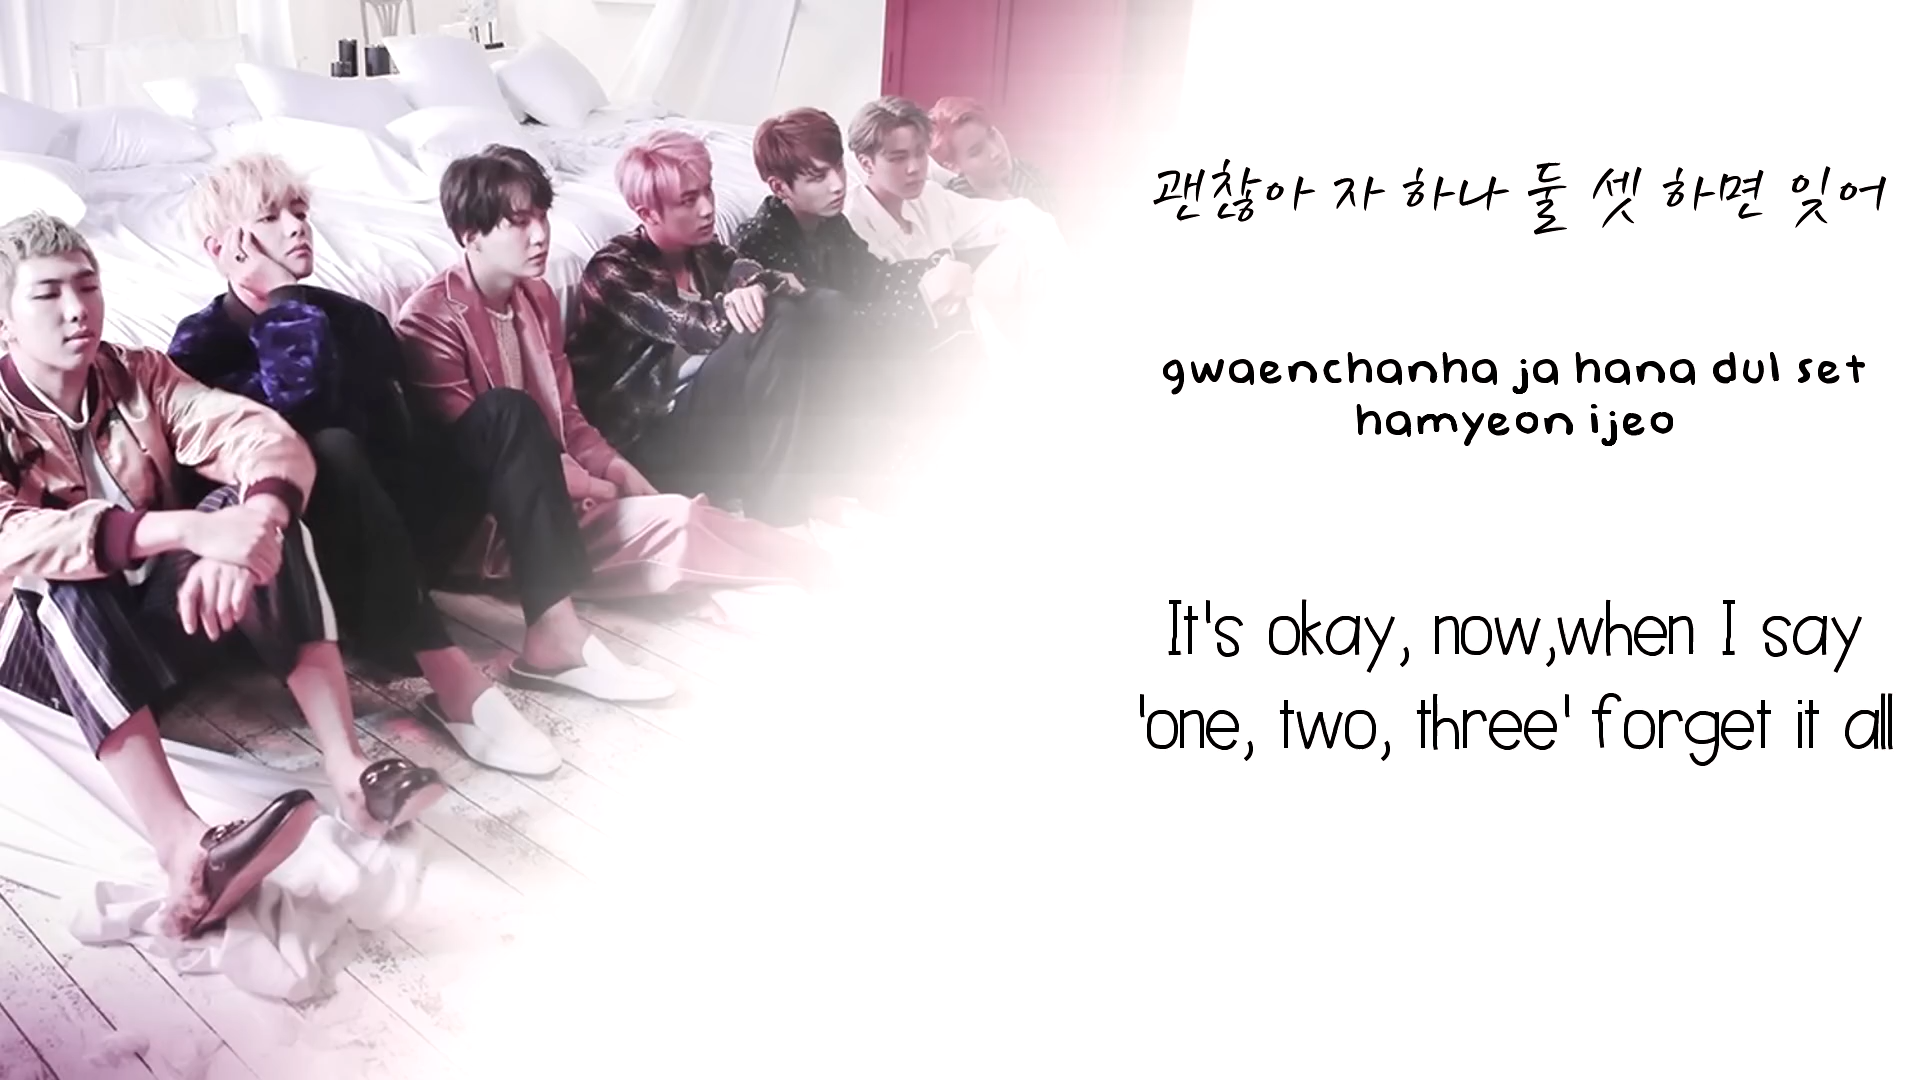 괜찮아 자 하나 둘 셋 하면 잊어
gwaenchanha ja hana dul set
hamyeon ijeo
It's okay, now,when I say
'one, two, three' forget it all